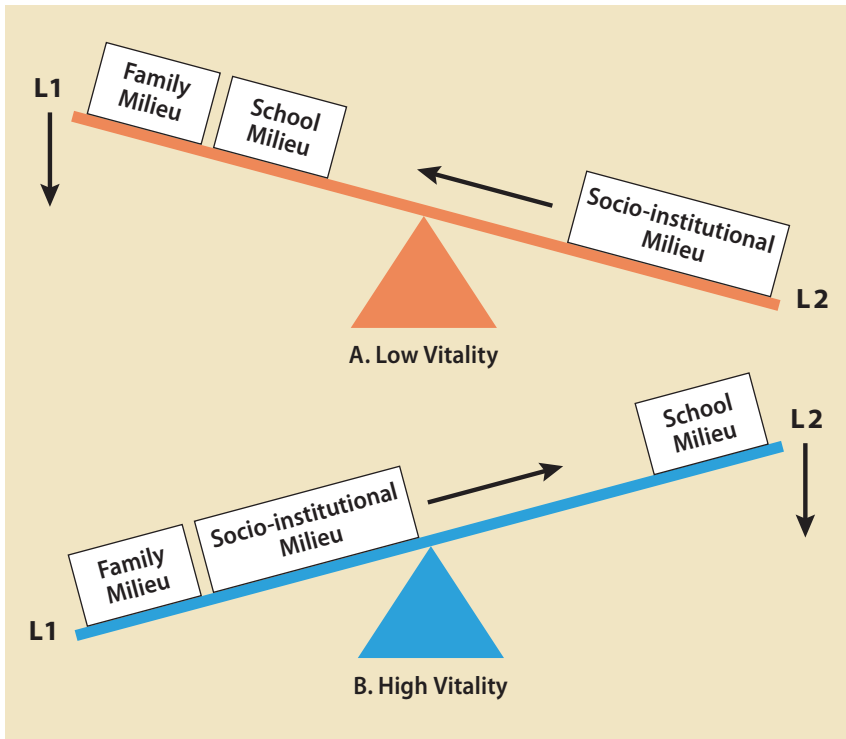 L1
Family
Milieu
School
Milieu
Socio-institutional
Milieu
L2
A. Low Vitality
School
Milieu
L2
Socio-institutional
Milieu
Family
Milieu
L1
B. High Vitality